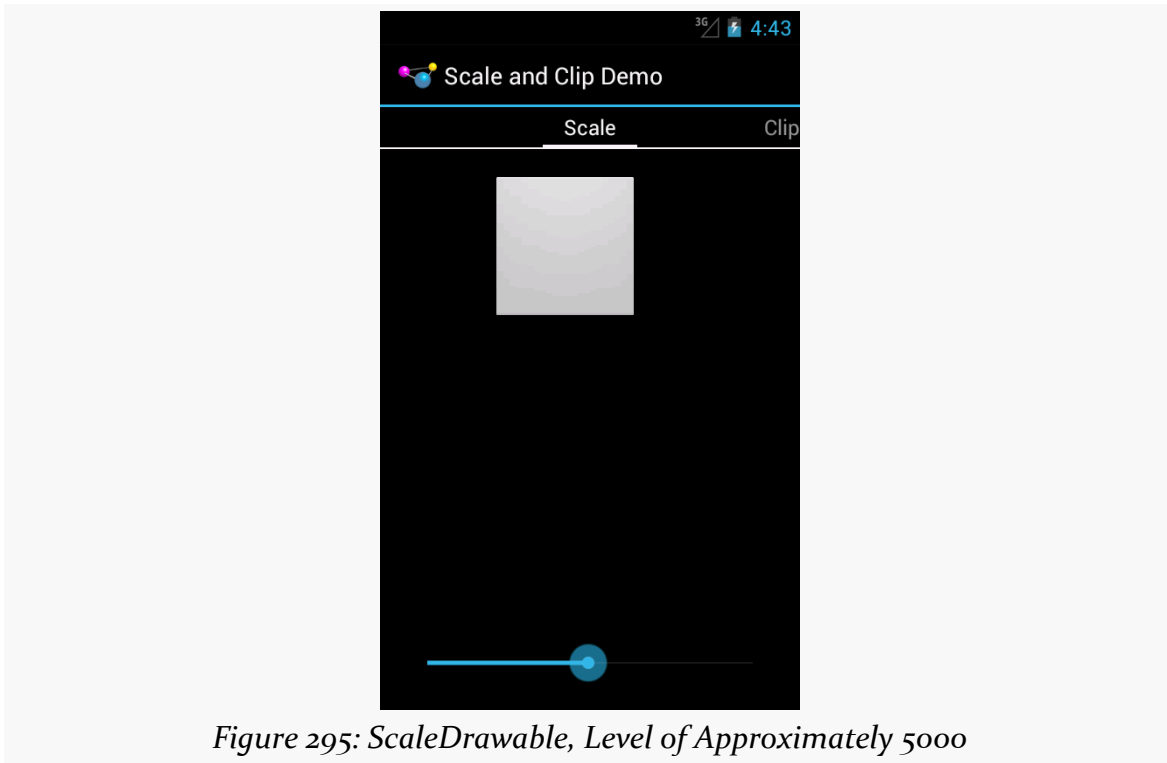 3G 4:43
Scale and Clip Demo
Scale Clip
Figure 295: ScaleDrawable, Level of Approximately 5000